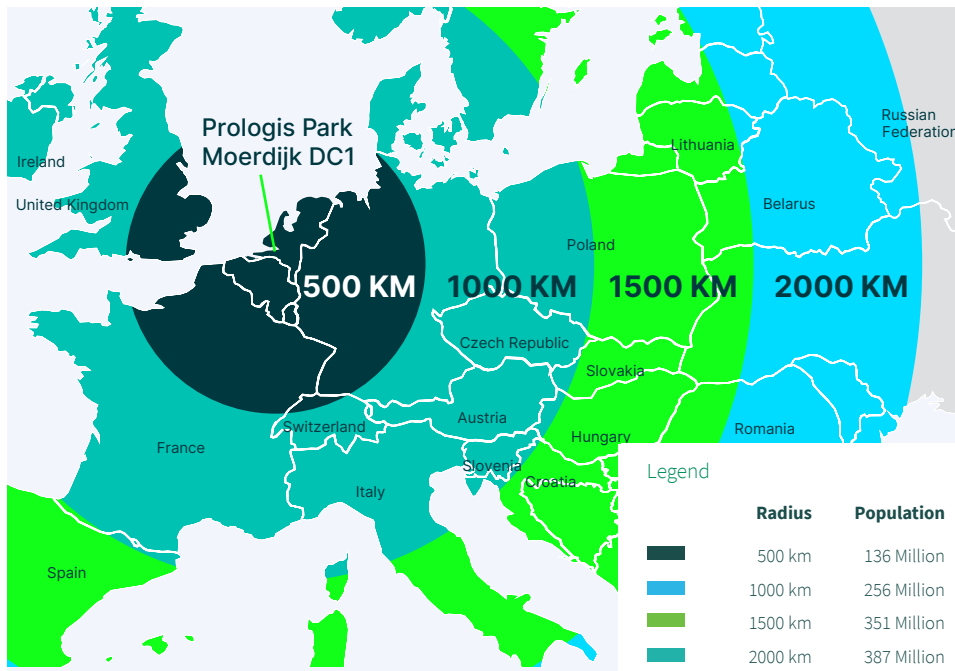 Prologis Park
Moerdijk DC1
Ireland
United Kingdom
Russian
Federation
Lithuania
Belarus
Poland
500 KM
1000 KM
1500 KM
2000 KM
Czech Republic
Slovakia
Austria
Switzerland
France
Hungary
Romania
Slovenia
Croatia
Italy
Spain
Legend
Radius Population
500 km 136 Million
1000 km 256 Million
1500 km 351 Million
2000 km 387 Million